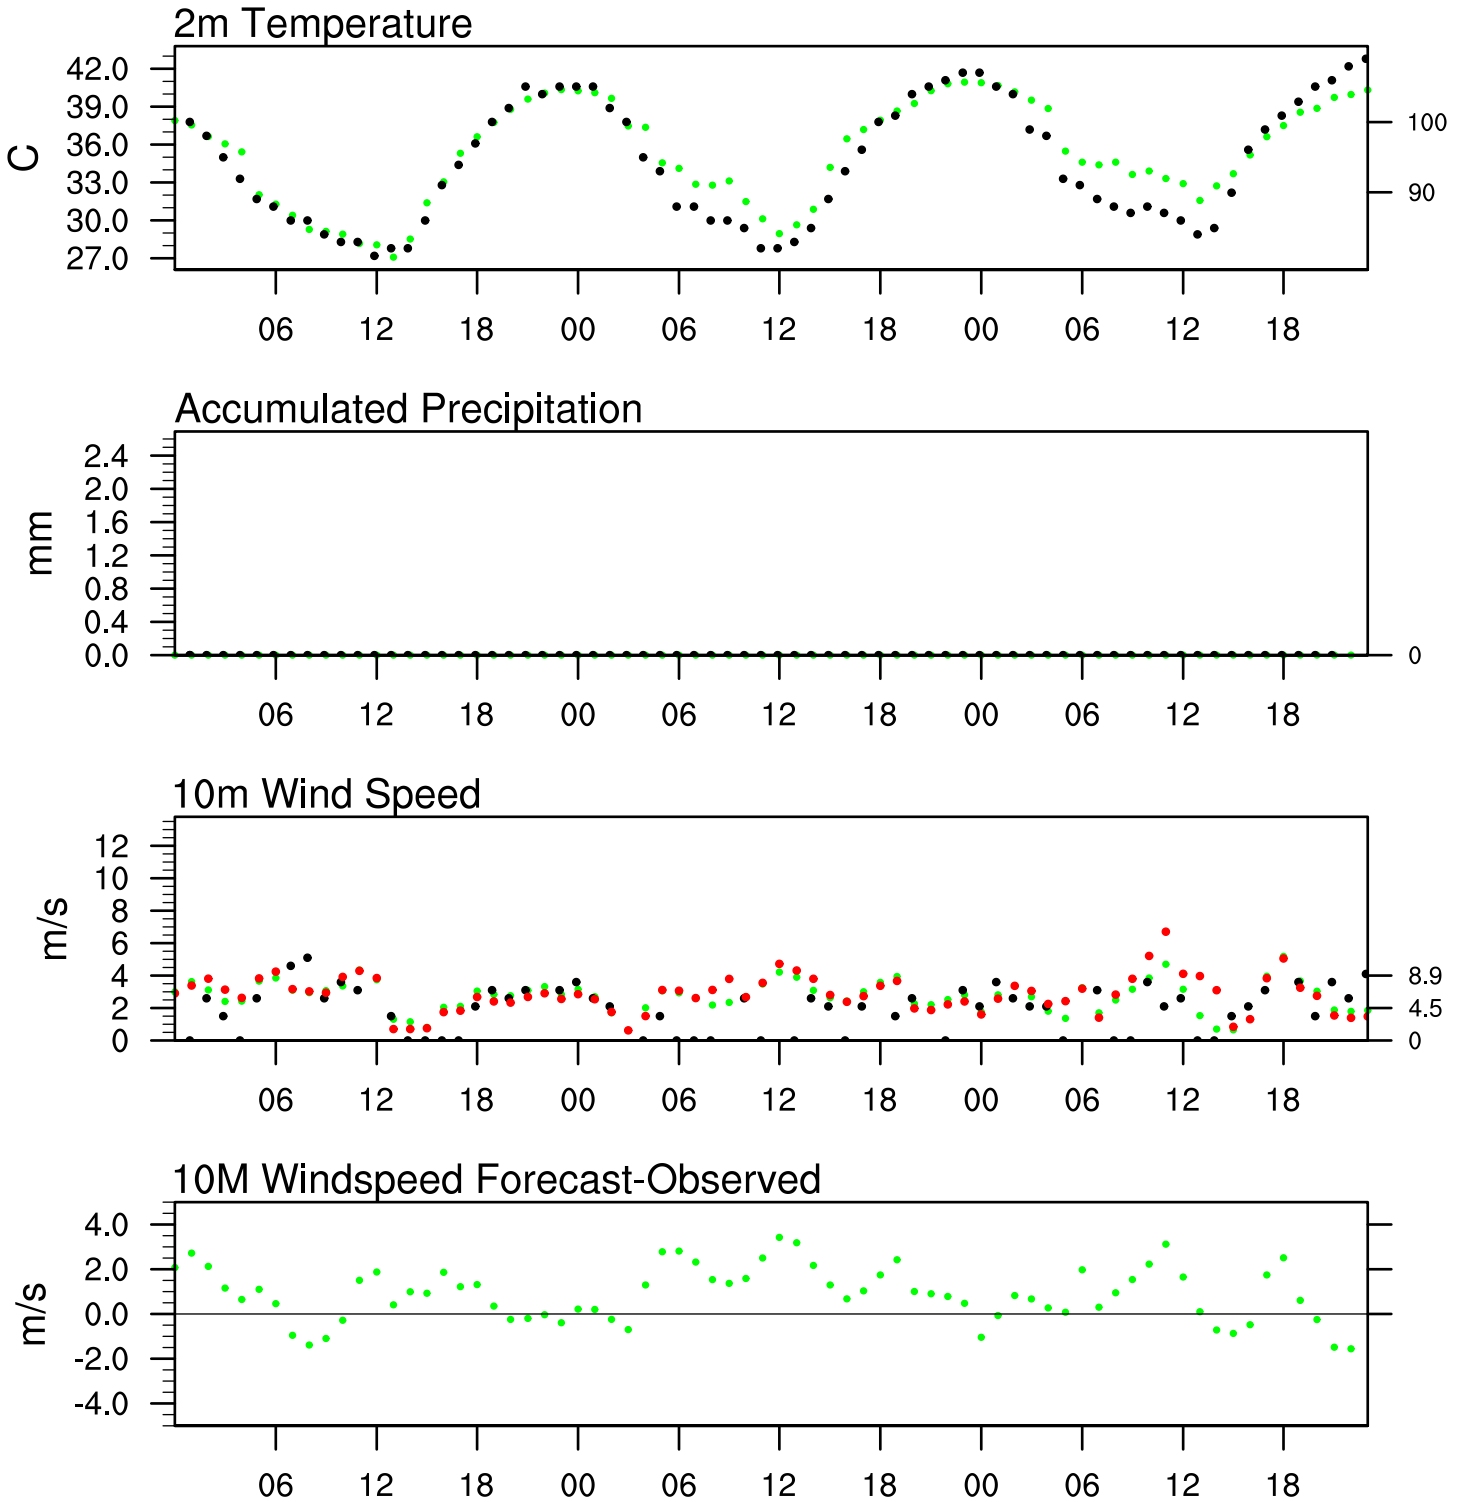 2m Temperature
42.0
39.0
36.0
33.0
30.0
27.0
C
100
90
06 12 18 00 06 12 18 00 06 12 18
Accumulated Precipitation
2.4
2.0
1.6
1.2
0.8
0.4
0.0
mm
0
06 12 18 00 06 12 18 00 06 12 18
10m Wind Speed
12
10
8
6
4
2
0
m/s
8.9
4.5
0
06 12 18 00 06 12 18 00 06 12 18
10M Windspeed Forecast-Observed
4.0
2.0
0.0
-2.0
-4.0
m/s
06 12 18 00 06 12 18 00 06 12 18